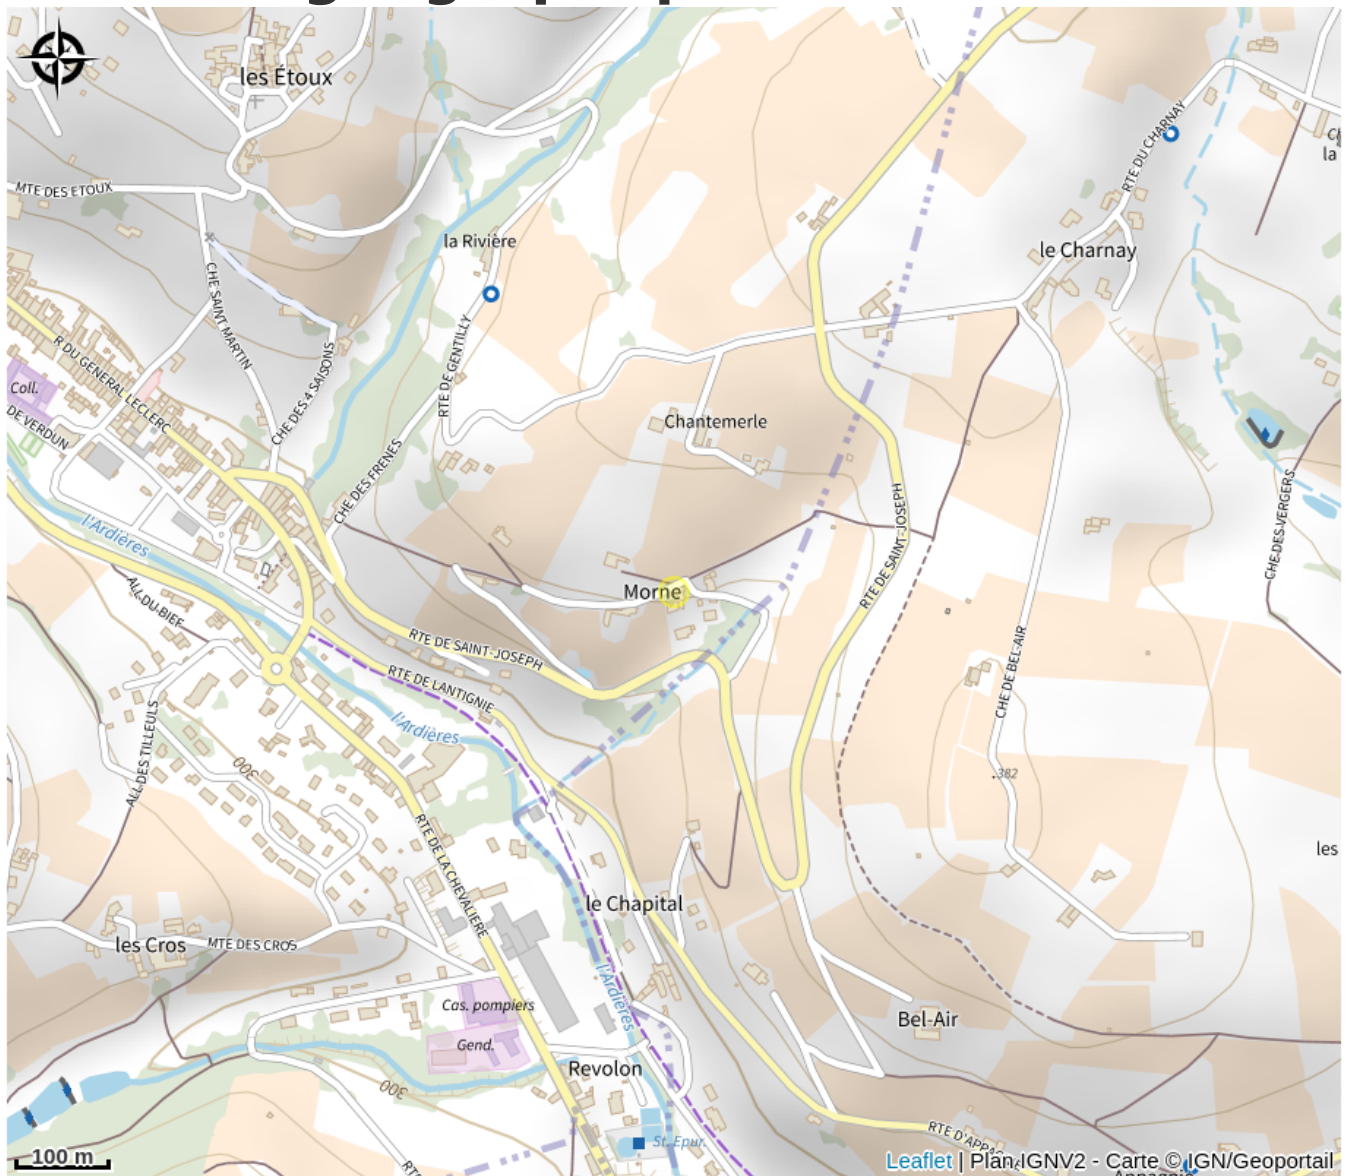 les Étoux
MTE DES ETOUX
RTE DU CHARNAY
la
la Rivière
le Charnay
CHE SAINT MARTIN
R DU GENERAL LECLERC
Coll.
DE VERDUN
CHE DES 4 SAISONS
RTE DE GENTILLY
Chantemerle
CHE DES FRENES
RTE DE SAINT-JOSEPH
CHE DES VERGERS
l'Ardières
ALL DU BIEF
Morne
RTE DE SAINT-JOSEPH
RTE DE LANTIGNIE
CHE DE BEL-AIR
l'Ardières
ALL DES TILLEULS
300
.382
RTE DE LA CHEVALIERE
les
le Chapital
les Cros
MTE DES CROS
l'Ardières
Cas. pompiers
Gend.
Bel-Air
Revolon
300
St. Epur.
100 m
Leaflet | Plan IGNV2 - Carte © IGN/Geoportail